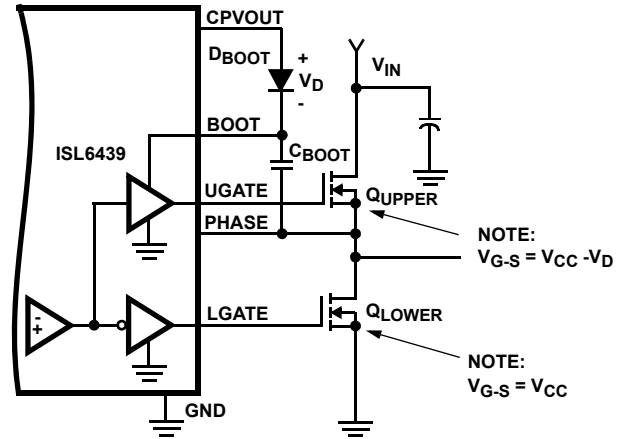 CPVOUT
DBOOT
+
VD
-
VIN
BOOT
CBOOT
ISL6439
UGATE
QUPPER
PHASE
NOTE:
VG-S = VCC -VD
-
+
LGATE
QLOWER
NOTE:
VG-S = VCC
GND